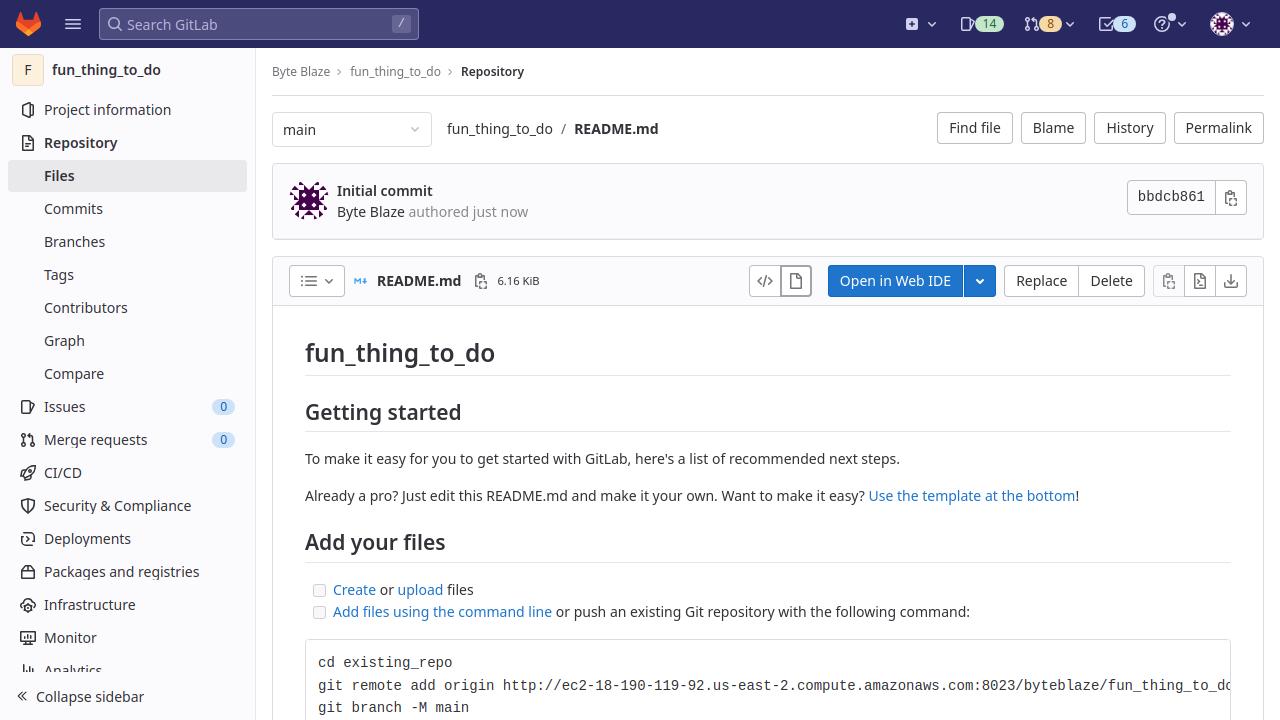 Search GitLab
/
14
8
6
F
fun_thing_to_do
Project information
Repository
Files
Commits
Branches
Tags
Contributors
Graph
Compare
Issues
0
Merge requests
0
CI/CD
Security & Compliance
Deployments
Packages and registries
Infrastructure
Monitor
Analytics
Collapse sidebar
Byte Blaze
fun_thing_to_do
Repository
main
fun_thing_to_do / README.md
Find file
Blame
History
Permalink
Initial commit
Byte Blaze authored just now
bbdcb861
README.md
6.16 KiB
Open in Web IDE
Replace
Delete
fun_thing_to_do
Getting started
To make it easy for you to get started with GitLab, here's a list of recommended next steps.
Already a pro? Just edit this README.md and make it your own. Want to make it easy? Use the template at the bottom!
Add your files
Create or upload files
Add files using the command line or push an existing Git repository with the following command:
cd existing_repo
git remote add origin http://ec2-18-190-119-92.us-east-2.compute.amazonaws.com:8023/byteblaze/fun_thing_to_do
git branch -M main